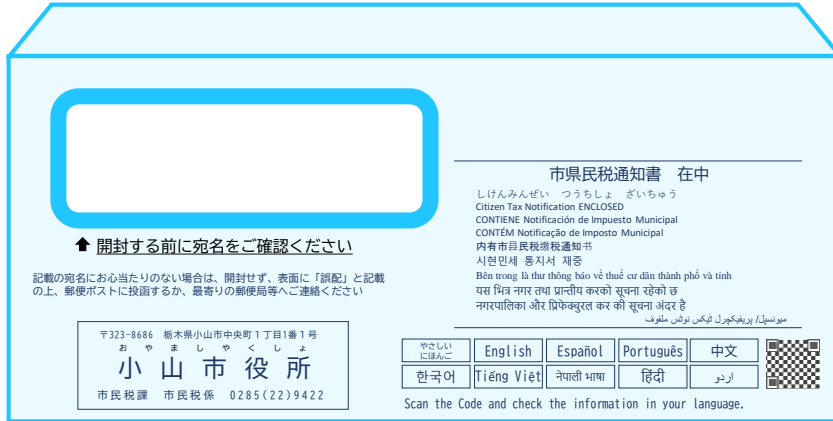 市県民税通知書 在中
しけんみんぜい つうちしょ ざいちゅう
Citizen Tax Notification ENCLOSED
CONTIENE Notificación de Impuesto Municipal
CONTÉM Notificação de Imposto Municipal
内有市县民税缴税通知书
시현민세 통지서 재중
Bên trong là thư thông báo về thuế cư dân thành phố và tỉnh
यस भित्र नगर तथा प्रान्तीय करको सूचना रहेको छ
नगरपालिका और प्रिफेक्चुरल कर की सूचना अंदर है
میونسپل/ پریفیکچرل ٹیکس نوٹس ملفوف
⬆ 開封する前に宛名をご確認ください
記載の宛名にお心当たりのない場合は、開封せず、表面に「誤配」と記載
の上、郵便ポストに投函するか、最寄りの郵便局等へご連絡ください
〒323-8686 栃木県小山市中央町1丁目1番1号
おやましやくしょ
小山市役所
市民税課 市民税係 0285(22)9422
やさしい
にほんご
English
Español
Português
中文
한국어
Tiếng Việt
नेपाली भाषा
हिंदी
اردو
Scan the Code and check the information in your language.